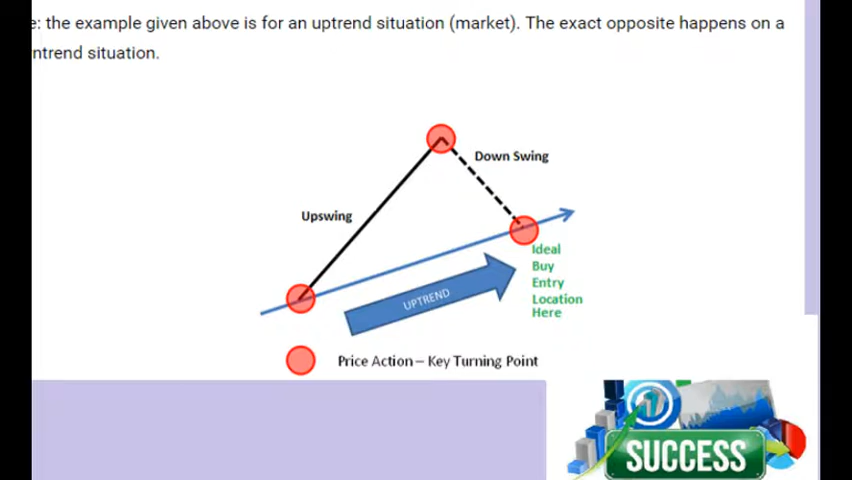 e: the example given above is for an uptrend situation (market). The exact opposite happens on a
ntrend situation.
Down Swing
Upswing
Ideal
Buy
Entry
Location
Here
UPTREND
Price Action – Key Turning Point
SUCCESS